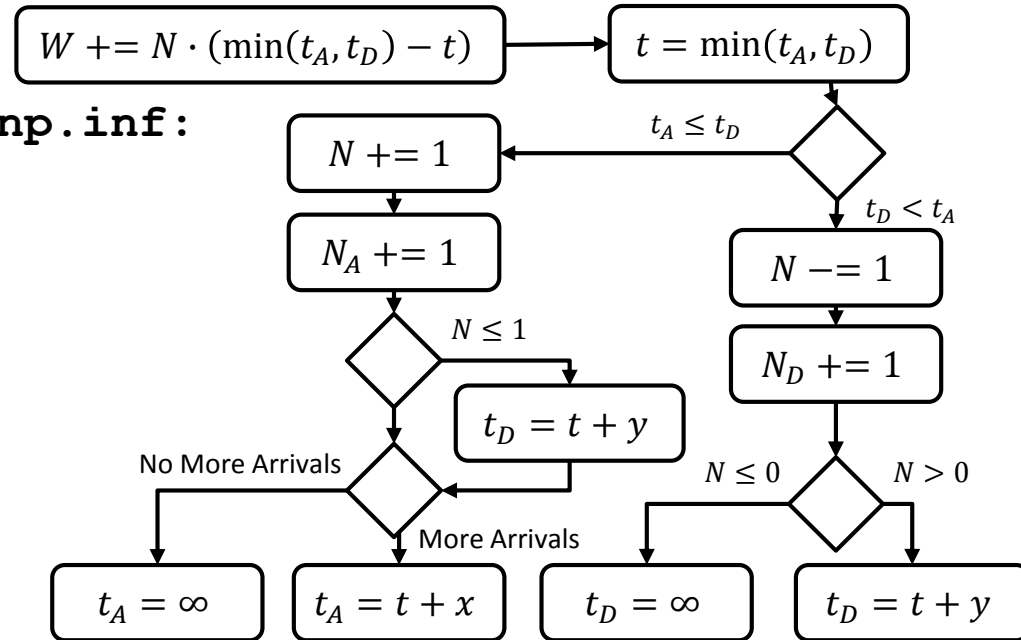 W += N · (min(t_A, t_D) − t)
t = min(t_A, t_D)
np.inf:
t_A ≤ t_D
N += 1
t_D < t_A
N_A += 1
N −= 1
N ≤ 1
N_D += 1
t_D = t + y
No More Arrivals
N ≤ 0
N > 0
More Arrivals
t_A = ∞
t_A = t + x
t_D = ∞
t_D = t + y